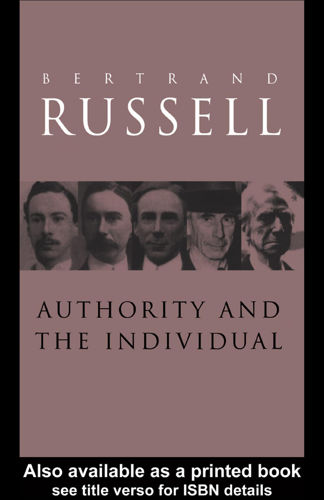 BERTRAND
RUSSELL
AUTHORITY AND
THE INDIVIDUAL
Also available as a printed book
see title verso for ISBN details